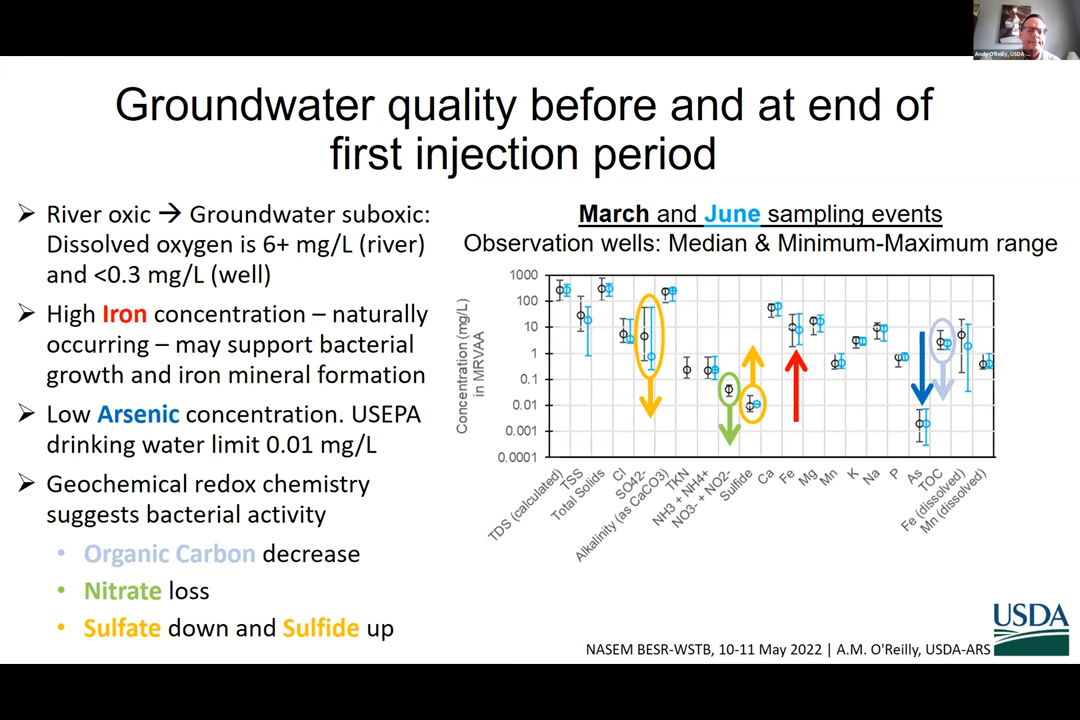 Andy O'Reilly, USDA-...
Groundwater quality before and at end of
first injection period
➢ River oxic → Groundwater suboxic:
Dissolved oxygen is 6+ mg/L (river)
and <0.3 mg/L (well)
➢ High Iron concentration – naturally
occurring – may support bacterial
growth and iron mineral formation
➢ Low Arsenic concentration. USEPA
drinking water limit 0.01 mg/L
➢ Geochemical redox chemistry
suggests bacterial activity
• Organic Carbon decrease
• Nitrate loss
• Sulfate down and Sulfide up
March and June sampling events
Observation wells: Median & Minimum-Maximum range
Concentration (mg/L)
in MRVAA
1000
100
10
1
0.1
0.01
0.001
0.0001
TDS (calculated)
TSS
Total Solids
Cl
SO42-
Alkalinity (as CaCO3)
TKN
NH3 + NH4+
NO3- + NO2-
Sulfide
Ca
Fe
Mg
Mn
K
Na
P
As
TOC
Fe (dissolved)
Mn (dissolved)
USDA
NASEM BESR-WSTB, 10-11 May 2022 | A.M. O'Reilly, USDA-ARS